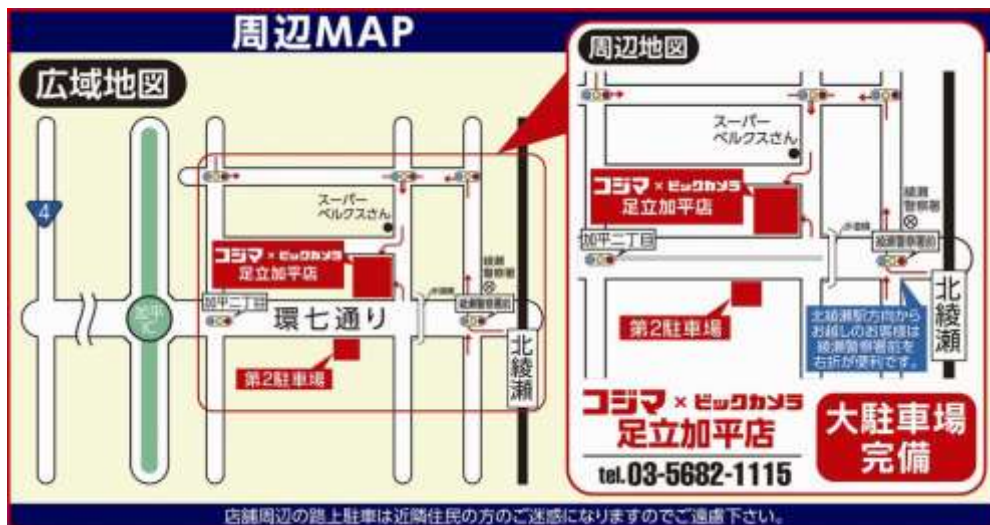 周辺MAP
広域地図
4
スーパー
ベルクスさん
コジマ×ビックカメラ
足立加平店
綾瀬
警察署
加平二丁目
綾瀬警察署前
加平
IC
環七通り
第2駐車場
北綾瀬
周辺地図
スーパー
ベルクスさん
コジマ×ビックカメラ
足立加平店
綾瀬
警察署
加平二丁目
綾瀬警察署前
第2駐車場
北綾瀬駅方向から
お越しのお客様は
綾瀬警察署前を
右折が便利です。
北綾瀬
コジマ×ビックカメラ
足立加平店
tel.03-5682-1115
大駐車場
完備
店舗周辺の路上駐車は近隣住民の方のご迷惑になりますのでご遠慮下さい。